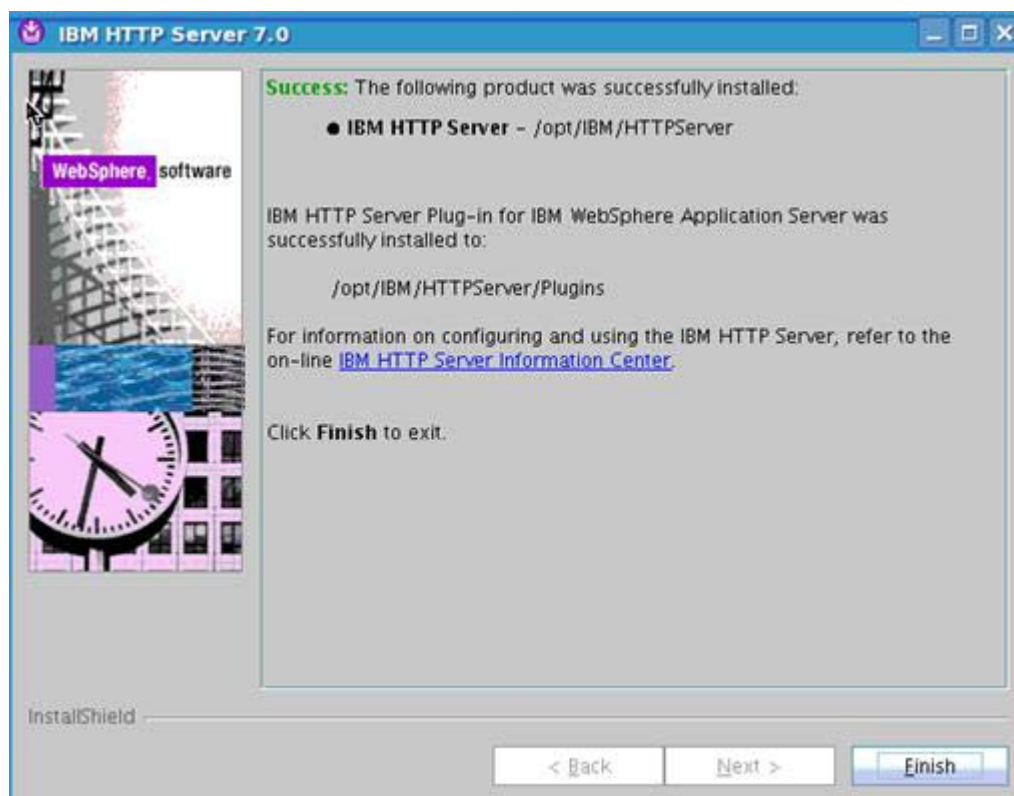 IBM HTTP Server 7.0
WebSphere. software
Success: The following product was successfully installed:
● IBM HTTP Server - /opt/IBM/HTTPServer
IBM HTTP Server Plug-in for IBM WebSphere Application Server was
successfully installed to:
/opt/IBM/HTTPServer/Plugins
For information on configuring and using the IBM HTTP Server, refer to the
on-line IBM HTTP Server Information Center.
Click Finish to exit.
InstallShield
< Back
Next >
Finish